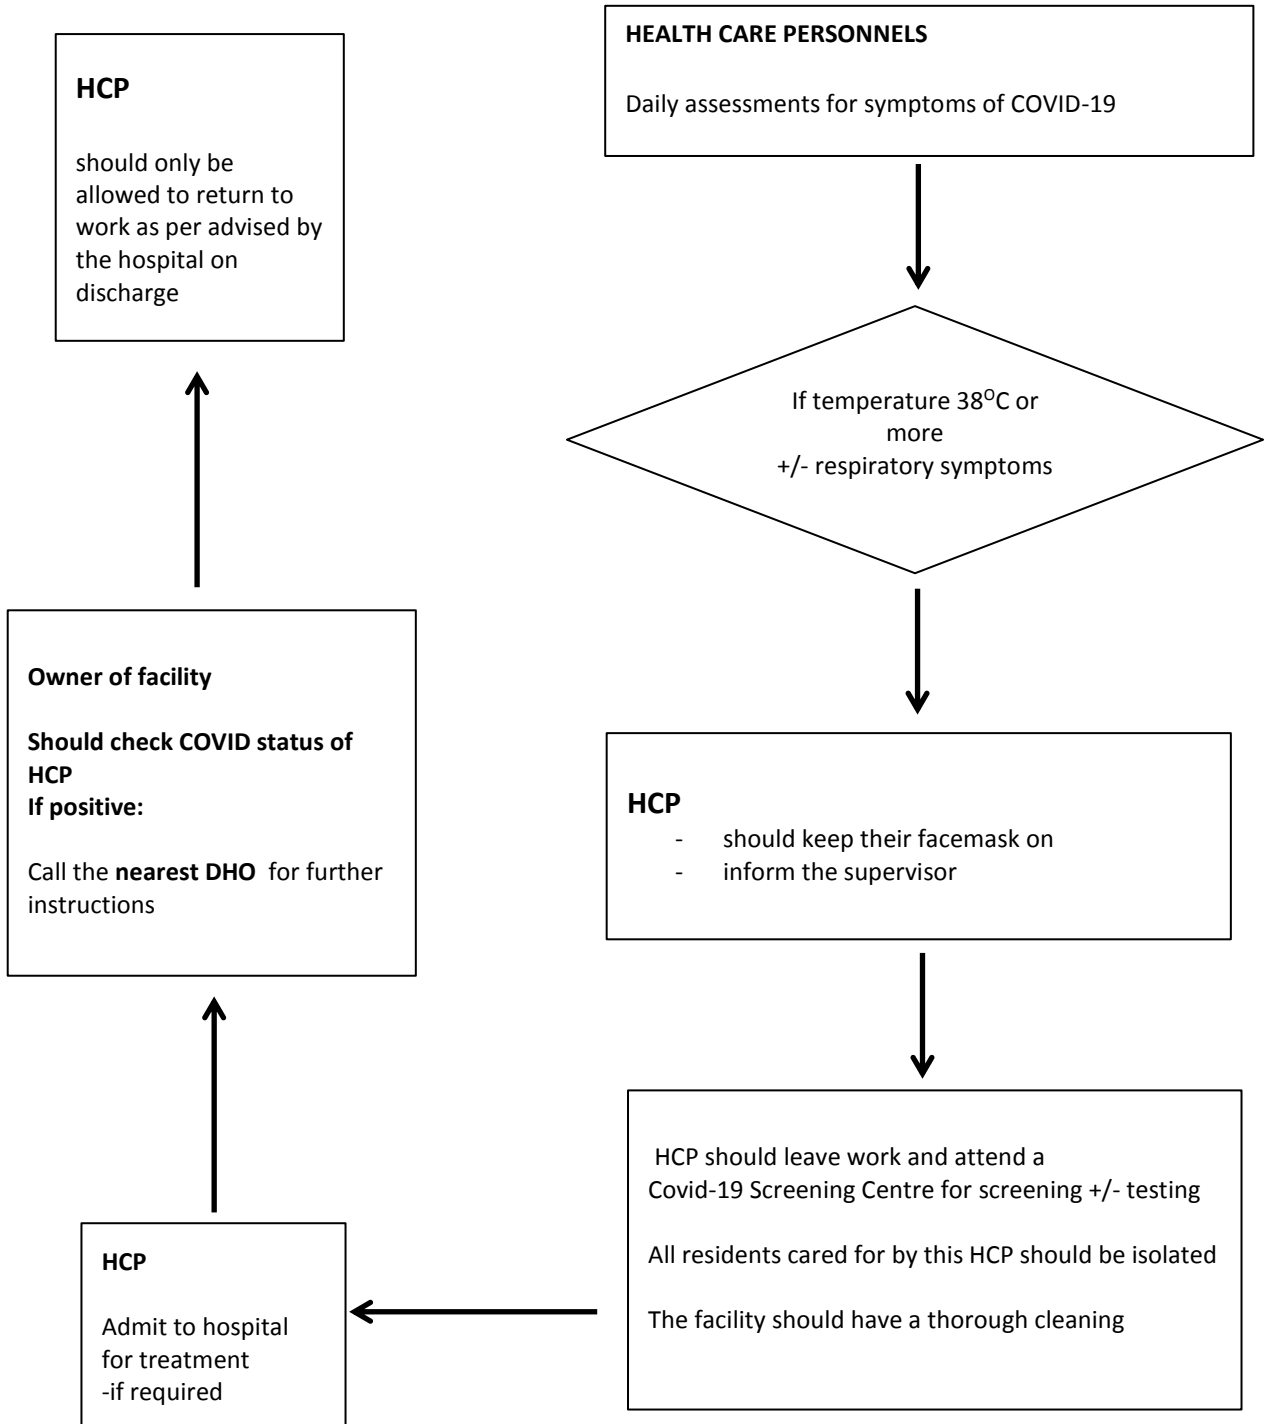 HEALTH CARE PERSONNELS
Daily assessments for symptoms of COVID-19
If temperature 38ᴼC or
more
+/- respiratory symptoms
HCP
- should keep their facemask on
- inform the supervisor
HCP should leave work and attend a
Covid-19 Screening Centre for screening +/- testing
All residents cared for by this HCP should be isolated
The facility should have a thorough cleaning
HCP
Admit to hospital
for treatment
-if required
Owner of facility
Should check COVID status of
HCP
If positive:
Call the nearest DHO for further
instructions
HCP
should only be
allowed to return to
work as per advised by
the hospital on
discharge